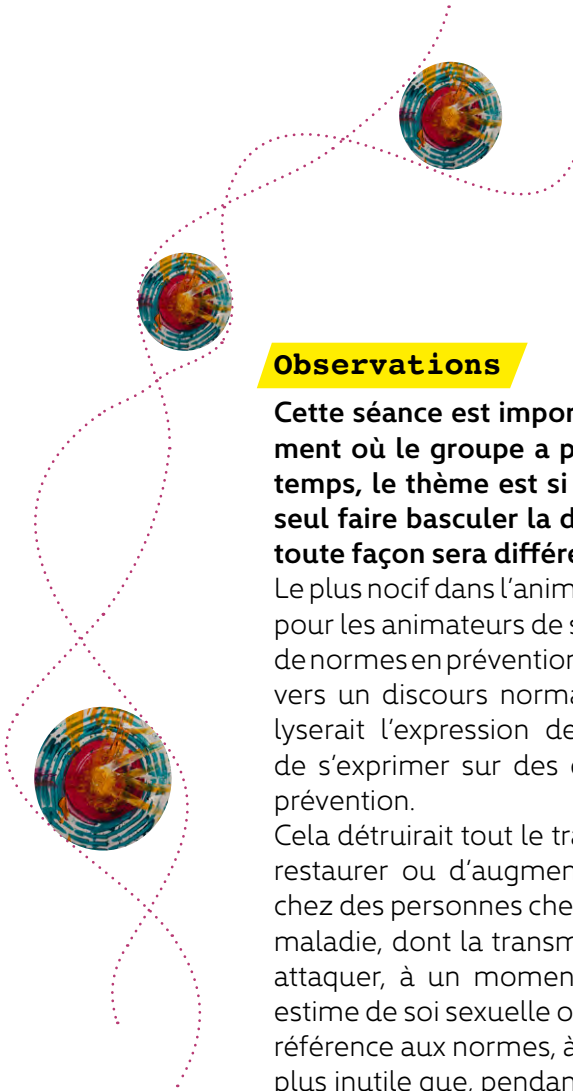 Observations
Cette séance est impor
ment où le groupe a p
temps, le thème est si
seul faire basculer la d
toute façon sera différe
Le plus nocif dans l'anim
pour les animateurs de s
de normes en prévention
vers un discours norma
lyserait l'expression de
de s'exprimer sur des
prévention.
Cela détruirait tout le tra
restaurer ou d'augmen
chez des personnes che
maladie, dont la transm
attaquer, à un momen
estime de soi sexuelle o
référence aux normes, à
plus inutile que, pendan